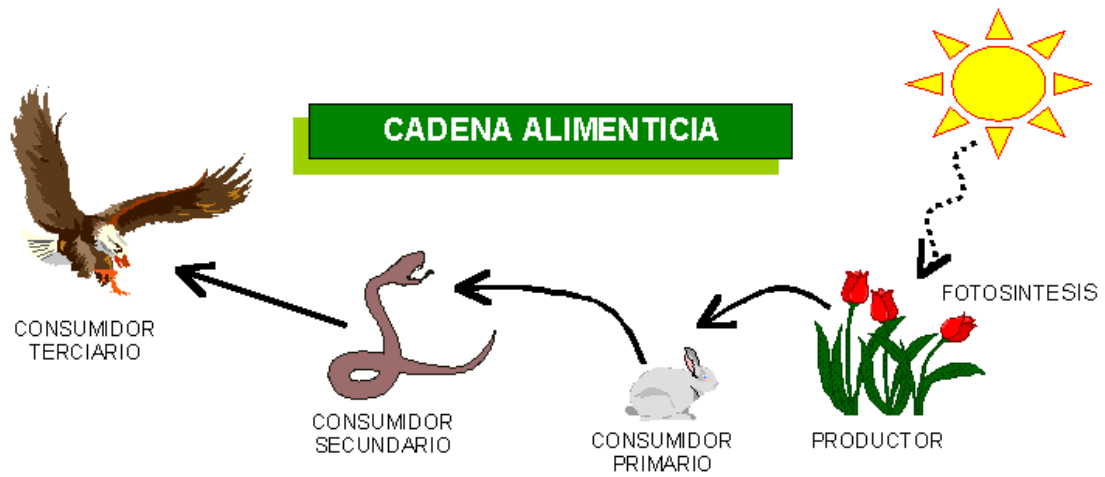 CADENA ALIMENTICIA
FOTOSINTESIS
CONSUMIDOR
TERCIARIO
CONSUMIDOR
SECUNDARIO
CONSUMIDOR
PRIMARIO
PRODUCTOR